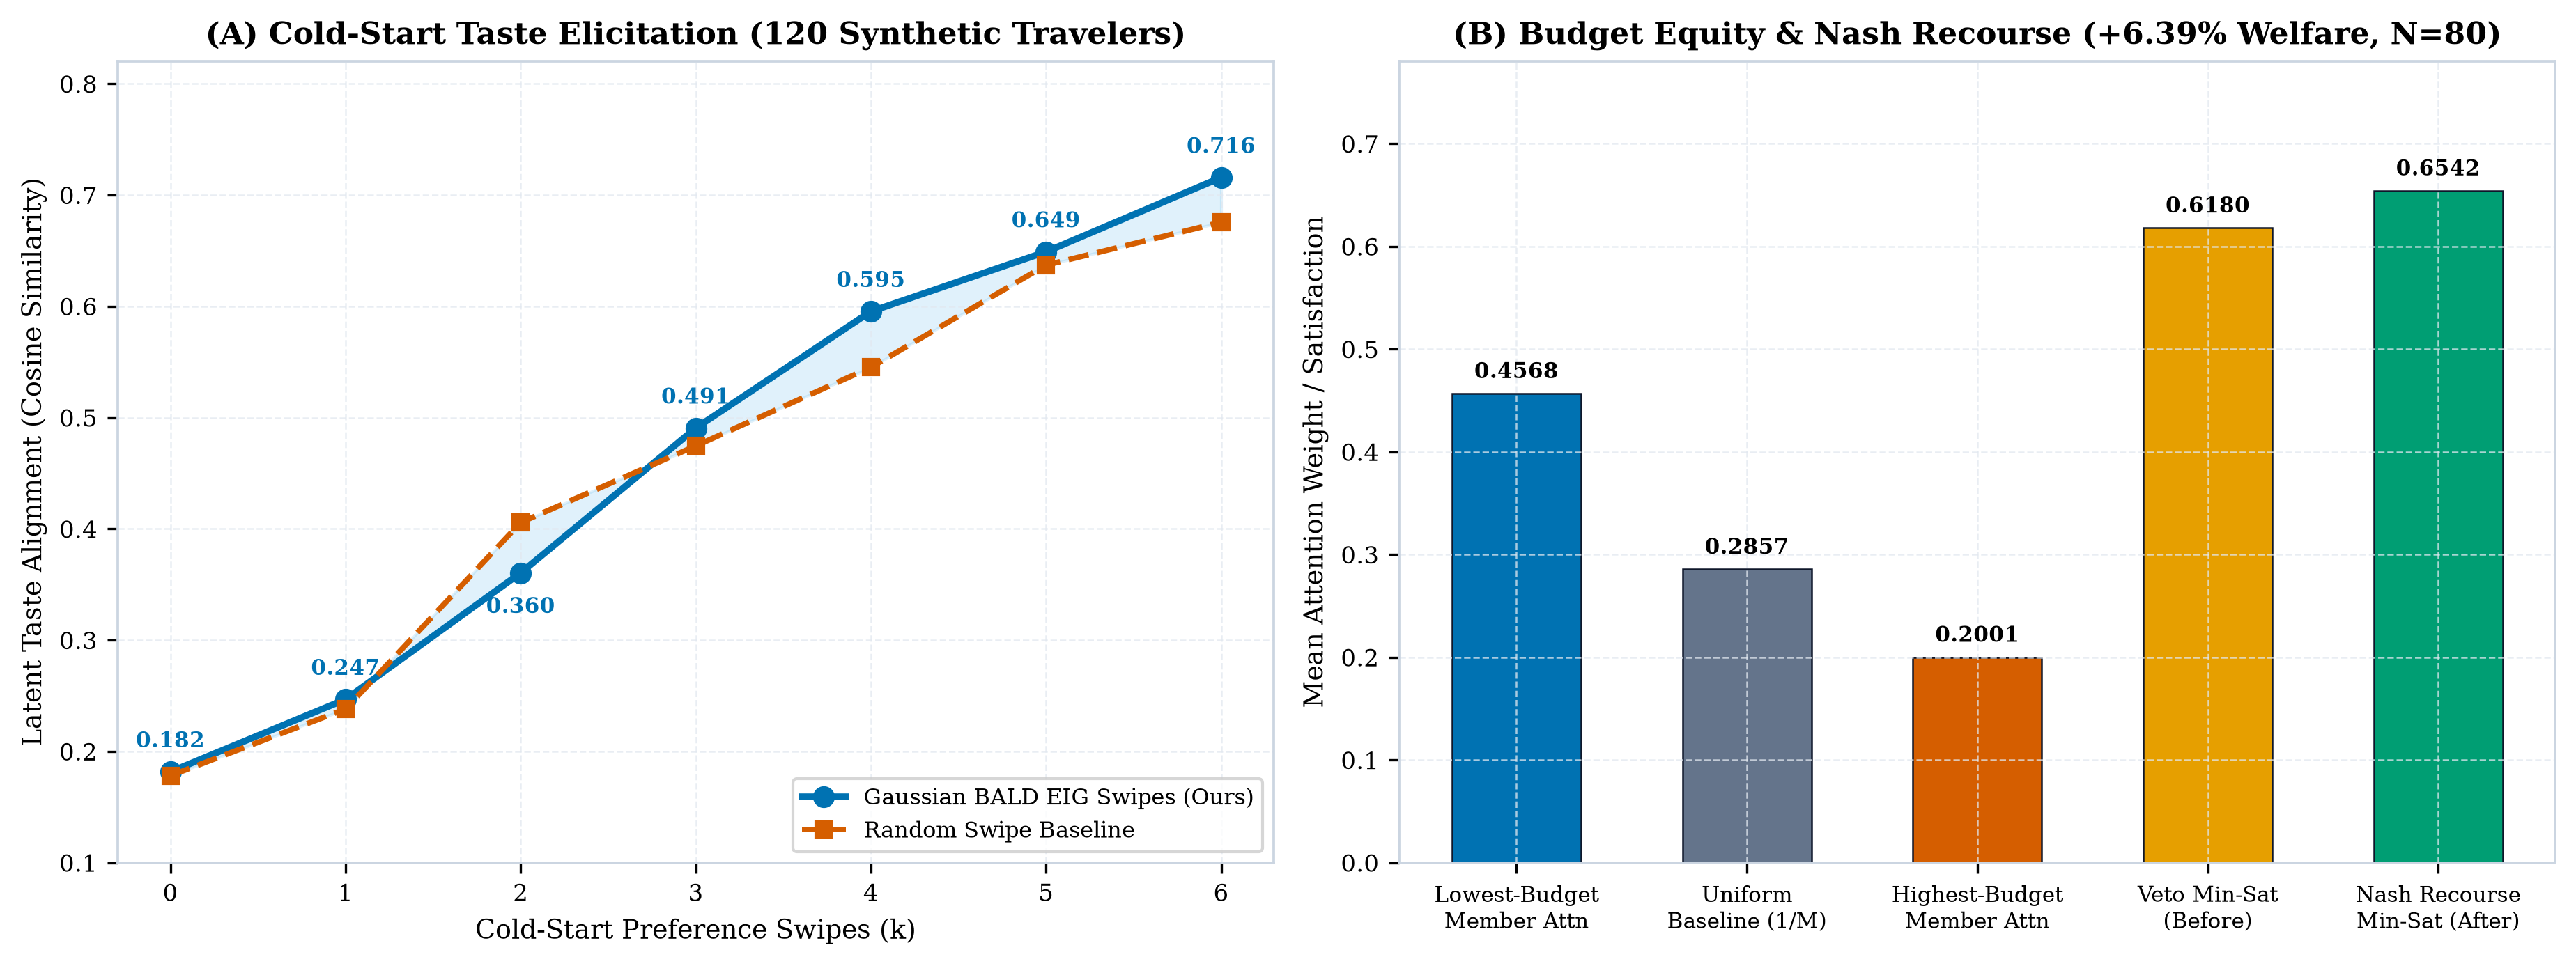 (A) Cold-Start Taste Elicitation (120 Synthetic Travelers)
Latent Taste Alignment (Cosine Similarity)
0.8
0.7
0.6
0.5
0.4
0.3
0.2
0.1
0.182
0.247
0.360
0.491
0.595
0.649
0.716
Gaussian BALD EIG Swipes (Ours)
Random Swipe Baseline
0
1
2
3
4
5
6
Cold-Start Preference Swipes (k)
(B) Budget Equity & Nash Recourse (+6.39% Welfare, N=80)
Mean Attention Weight / Satisfaction
0.7
0.6
0.5
0.4
0.3
0.2
0.1
0.0
0.4568
0.2857
0.2001
0.6180
0.6542
Lowest-Budget
Member Attn
Uniform
Baseline (1/M)
Highest-Budget
Member Attn
Veto Min-Sat
(Before)
Nash Recourse
Min-Sat (After)